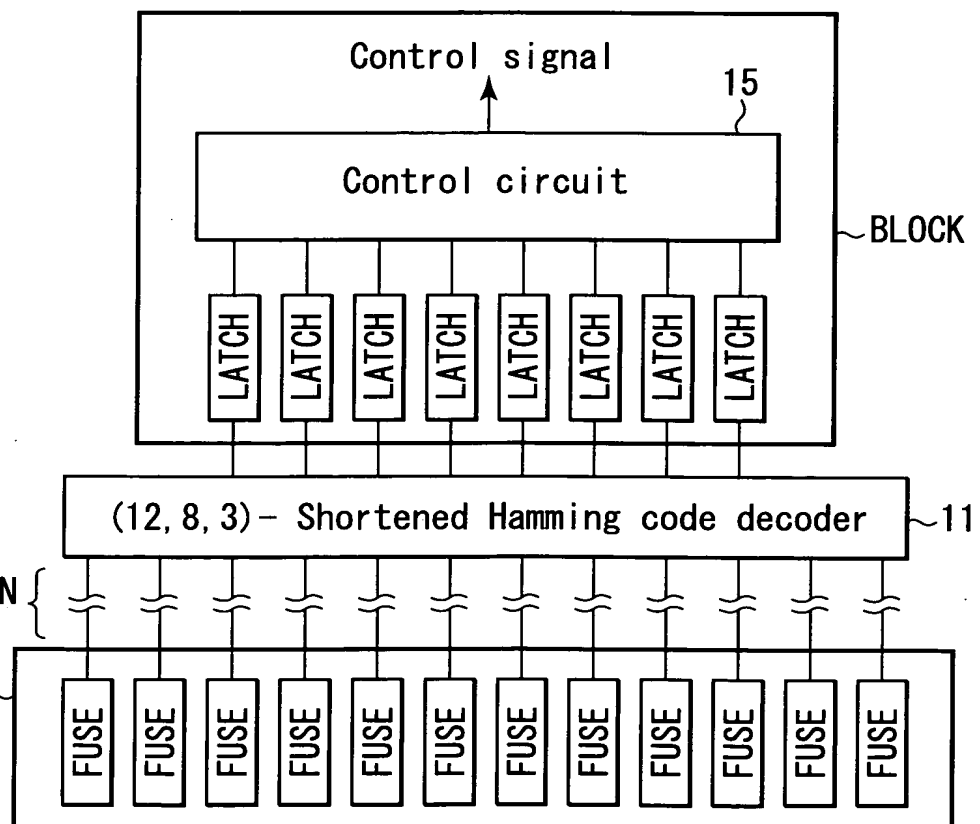 Control signal
15
Control circuit
BLOCK
LATCH LATCH LATCH LATCH LATCH LATCH LATCH LATCH
(12,8,3)- Shortened Hamming code decoder
11
N
FUSE FUSE FUSE FUSE FUSE FUSE FUSE FUSE FUSE FUSE FUSE FUSE